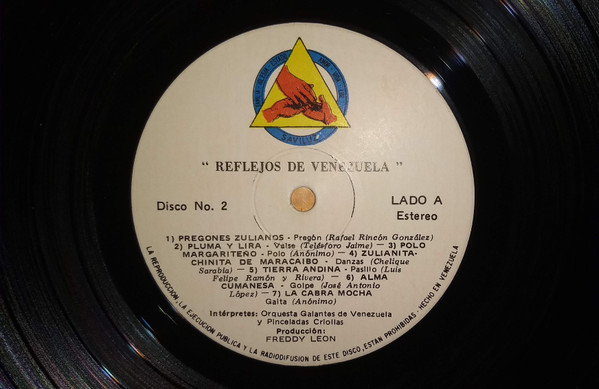 SAVILUZ
" REFLEJOS DE VENEZUELA "
Disco No. 2
LADO A
Estereo
1) PREGONES ZULIANOS - Pregòn (Rafael Rincón González)
2) PLUMA Y LIRA - Valse (Telésforo Jaime) — 3) POLO
MARGARITEÑO - Polo (Anónimo) — 4) ZULIANITA-
CHINITA DE MARACAIBO - Danzas (Chelique
Sarabia) — 5) TIERRA ANDINA - Pasillo (Luis
Felipe Ramón y Rivera) — 6) ALMA
CUMANESA - Golpe (José Antonio
López) — 7) LA CABRA MOCHA
Gaita (Anónimo)
Intérpretes: Orquesta Galantes de Venezuela
y Pinceladas Criollas
Producción:
FREDDY LEON
LA REPRODUCCION, LA EJECUCION PUBLICA Y LA RADIODIFUSION DE ESTE DISCO, ESTAN PROHIBIDAS - HECHO EN VENEZUELA